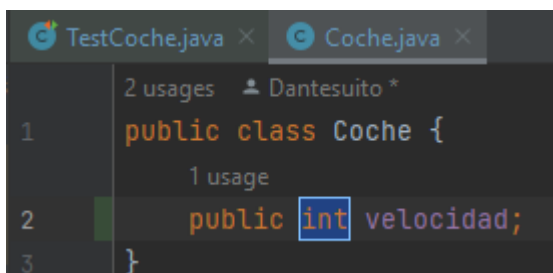 TestCoche.java × Coche.java ×
2 usages Dantesuito *
1 public class Coche {
1 usage
2 public int velocidad;
3 }